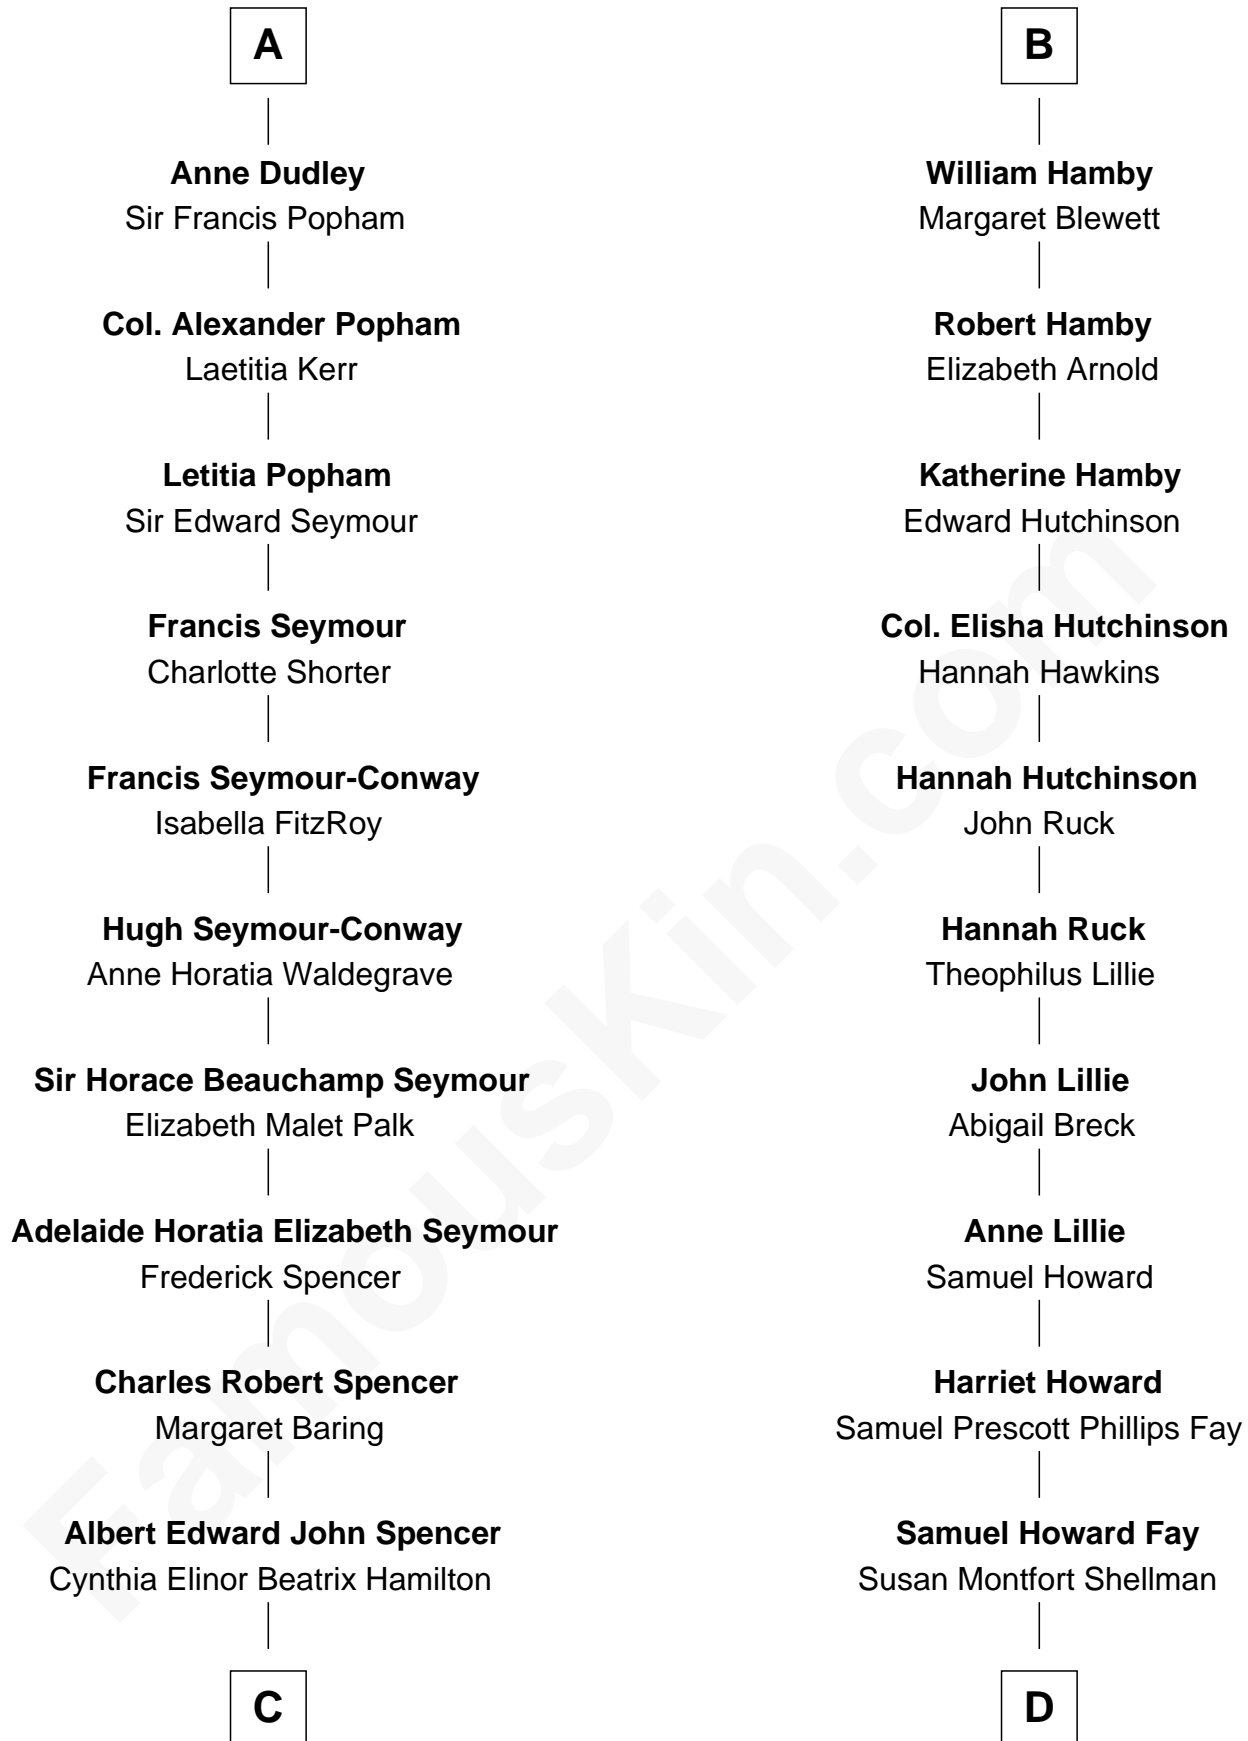 A
Anne Dudley
Sir Francis Popham
Col. Alexander Popham
Laetitia Kerr
Letitia Popham
Sir Edward Seymour
Francis Seymour
Charlotte Shorter
Francis Seymour-Conway
Isabella FitzRoy
Hugh Seymour-Conway
Anne Horatia Waldegrave
Sir Horace Beauchamp Seymour
Elizabeth Malet Palk
Adelaide Horatia Elizabeth Seymour
Frederick Spencer
Charles Robert Spencer
Margaret Baring
Albert Edward John Spencer
Cynthia Elinor Beatrix Hamilton
C
B
William Hamby
Margaret Blewett
Robert Hamby
Elizabeth Arnold
Katherine Hamby
Edward Hutchinson
Col. Elisha Hutchinson
Hannah Hawkins
Hannah Hutchinson
John Ruck
Hannah Ruck
Theophilus Lillie
John Lillie
Abigail Breck
Anne Lillie
Samuel Howard
Harriet Howard
Samuel Prescott Phillips Fay
Samuel Howard Fay
Susan Montfort Shellman
D
FamousKin.com